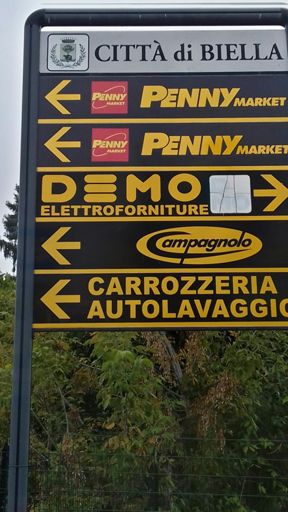 CITTÀ di BIELLA
PENNY MARKET PENNY MARKET
PENNY MARKET PENNY MARKET
DEMO
ELETTROFORNITURE
Campagnolo
CARROZZERIA
AUTOLAVAGGIO